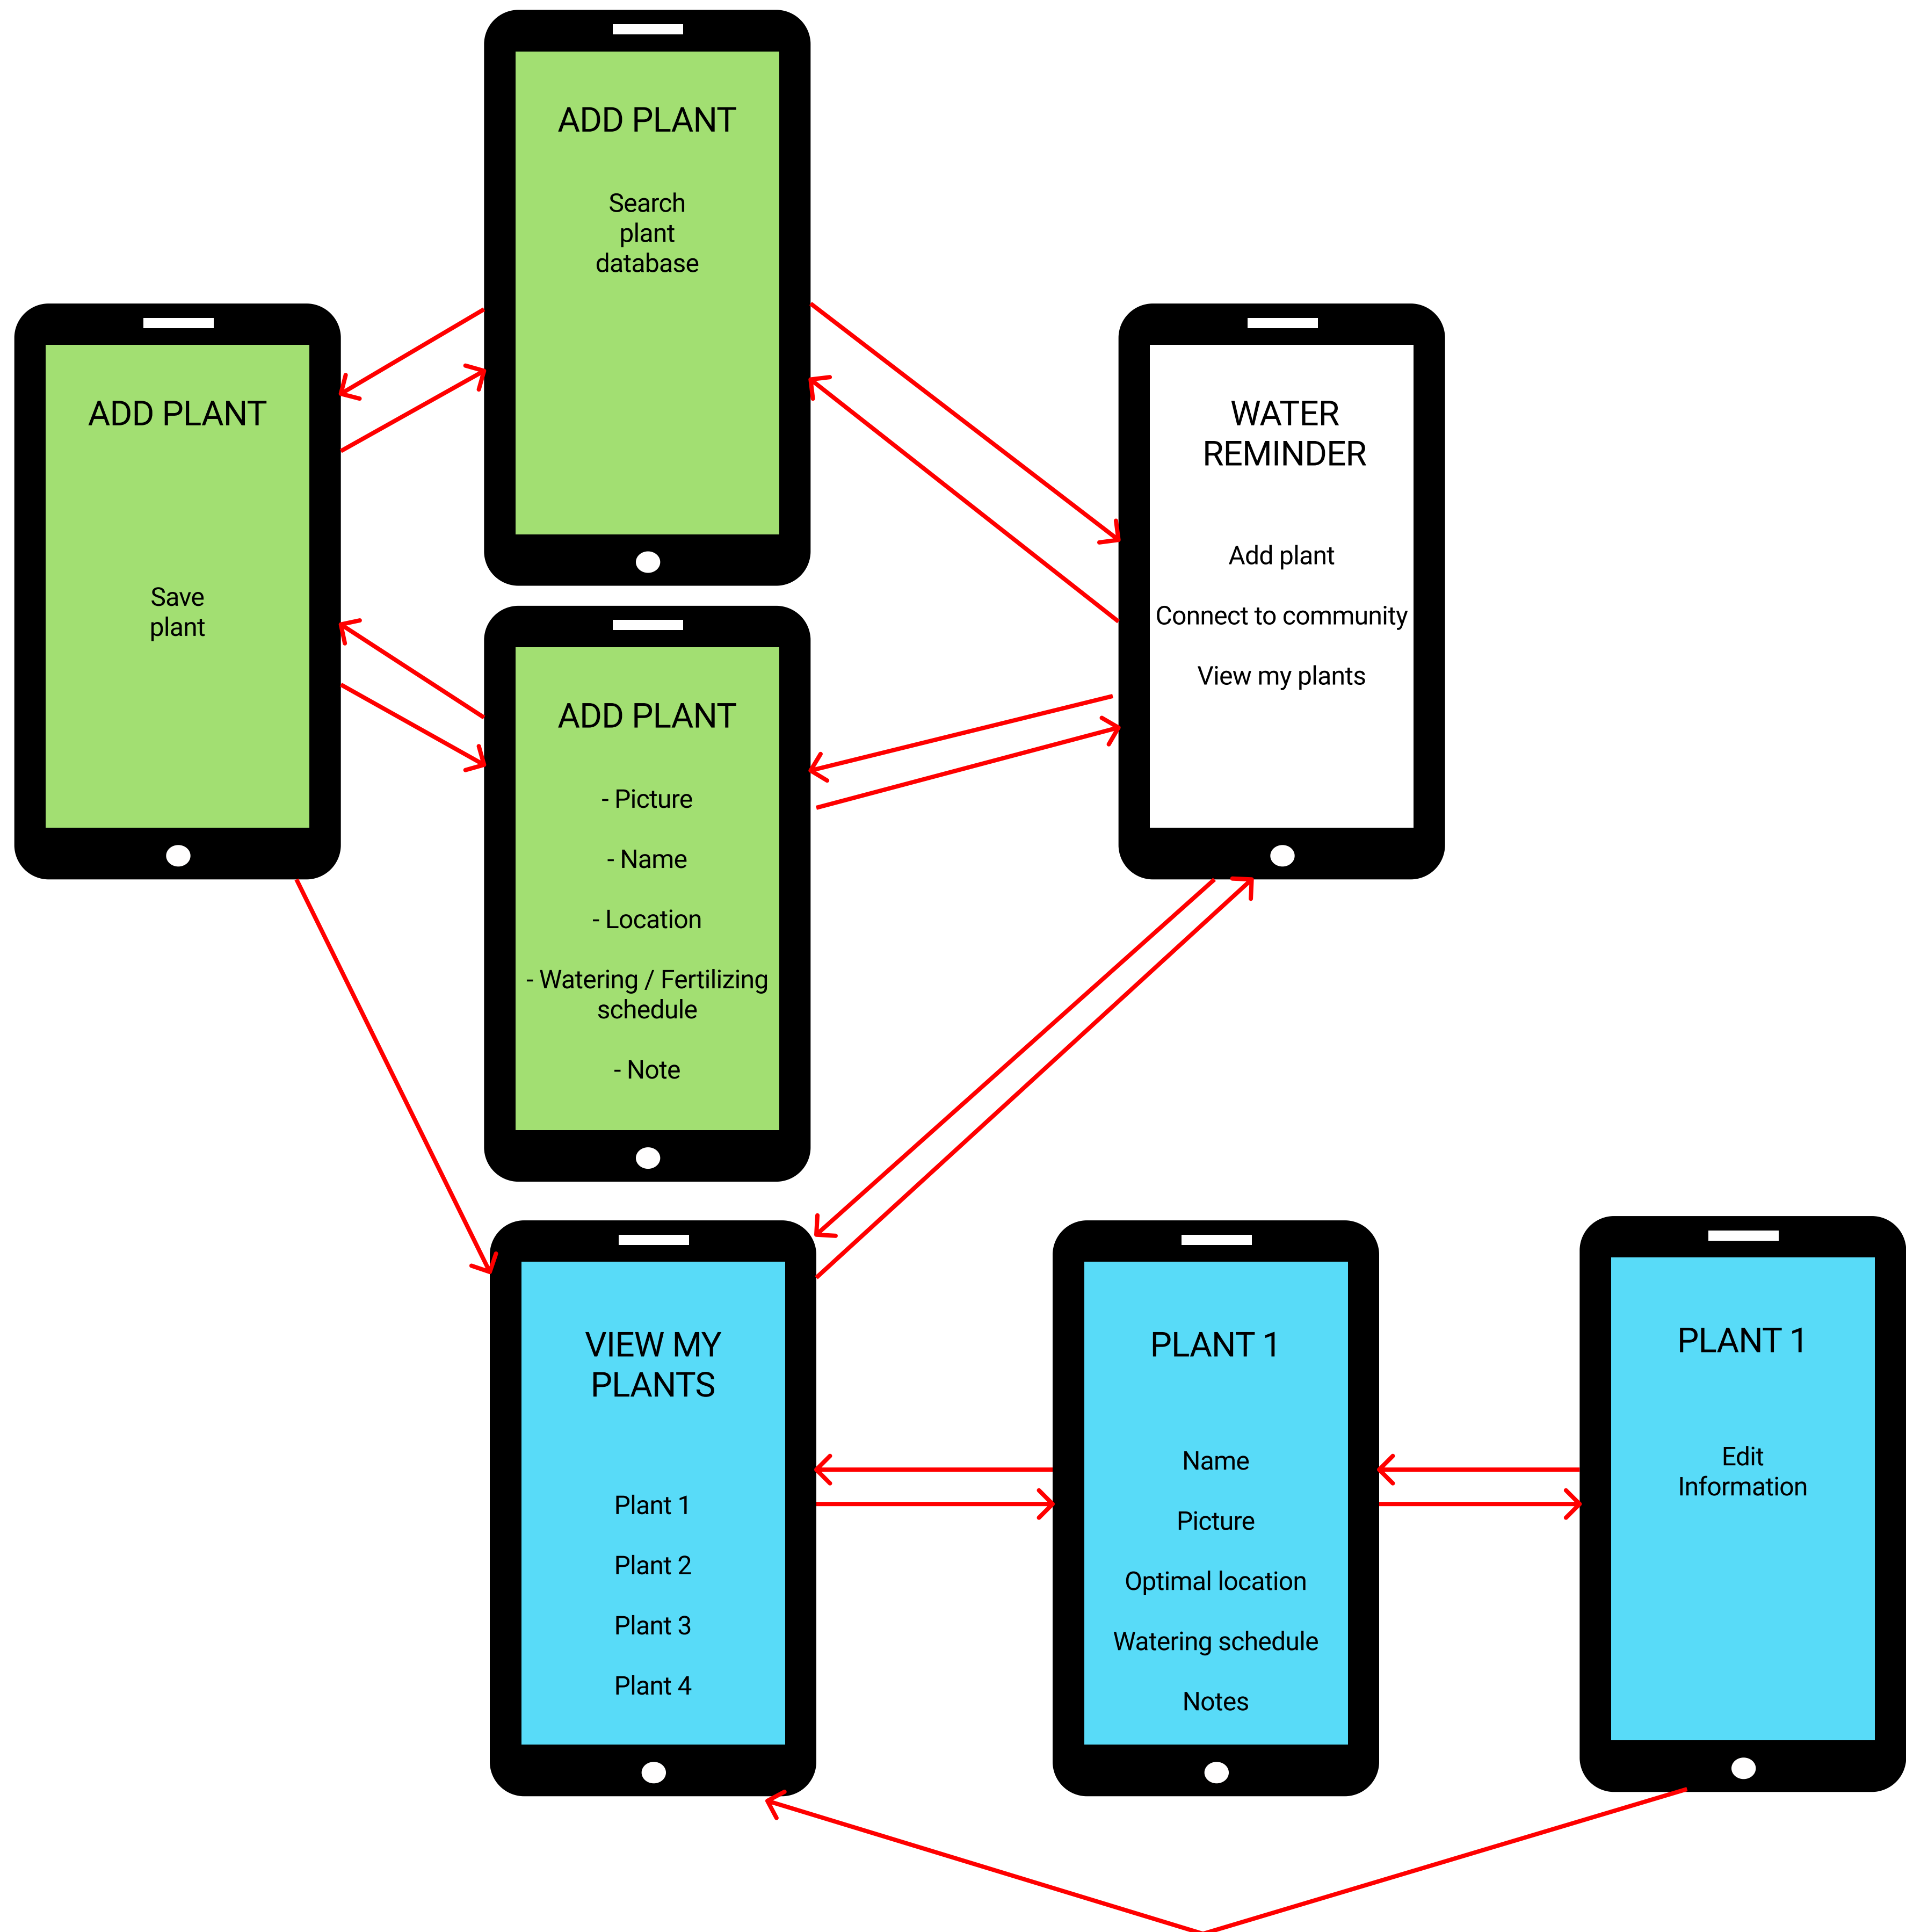 ADD PLANT
Search
plant
database
ADD PLANT
Save
plant
WATER
REMINDER
Add plant
Connect to community
View my plants
ADD PLANT
- Picture
- Name
- Location
- Watering / Fertilizing
schedule
- Note
VIEW MY
PLANTS
Plant 1
Plant 2
Plant 3
Plant 4
PLANT 1
Name
Picture
Optimal location
Watering schedule
Notes
PLANT 1
Edit
Information